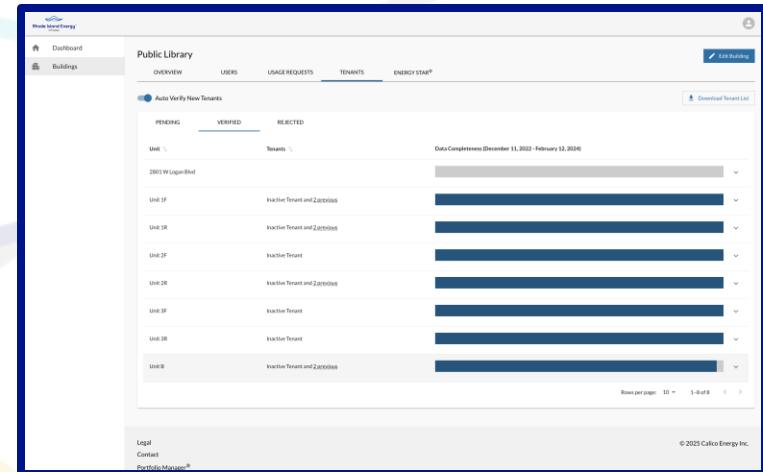 Rhode Island Energy
Dashboard
Buildings
Public Library
Edit Building
OVERVIEW USERS USAGE REQUESTS TENANTS ENERGY STAR®
Auto Verify New Tenants
Download Tenant List
PENDING VERIFIED REJECTED
Unit Tenants Data Completeness (December 11, 2022 - February 12, 2024)
2801 W Logan Blvd
Unit 1F Inactive Tenant and 2 previous
Unit 1R Inactive Tenant and 2 previous
Unit 2F Inactive Tenant
Unit 2R Inactive Tenant and 2 previous
Unit 3F Inactive Tenant
Unit 3R Inactive Tenant
Unit B Inactive Tenant and 2 previous
Rows per page: 10 1-8 of 8
Legal
© 2025 Calico Energy Inc.
Contact
Portfolio Manager®